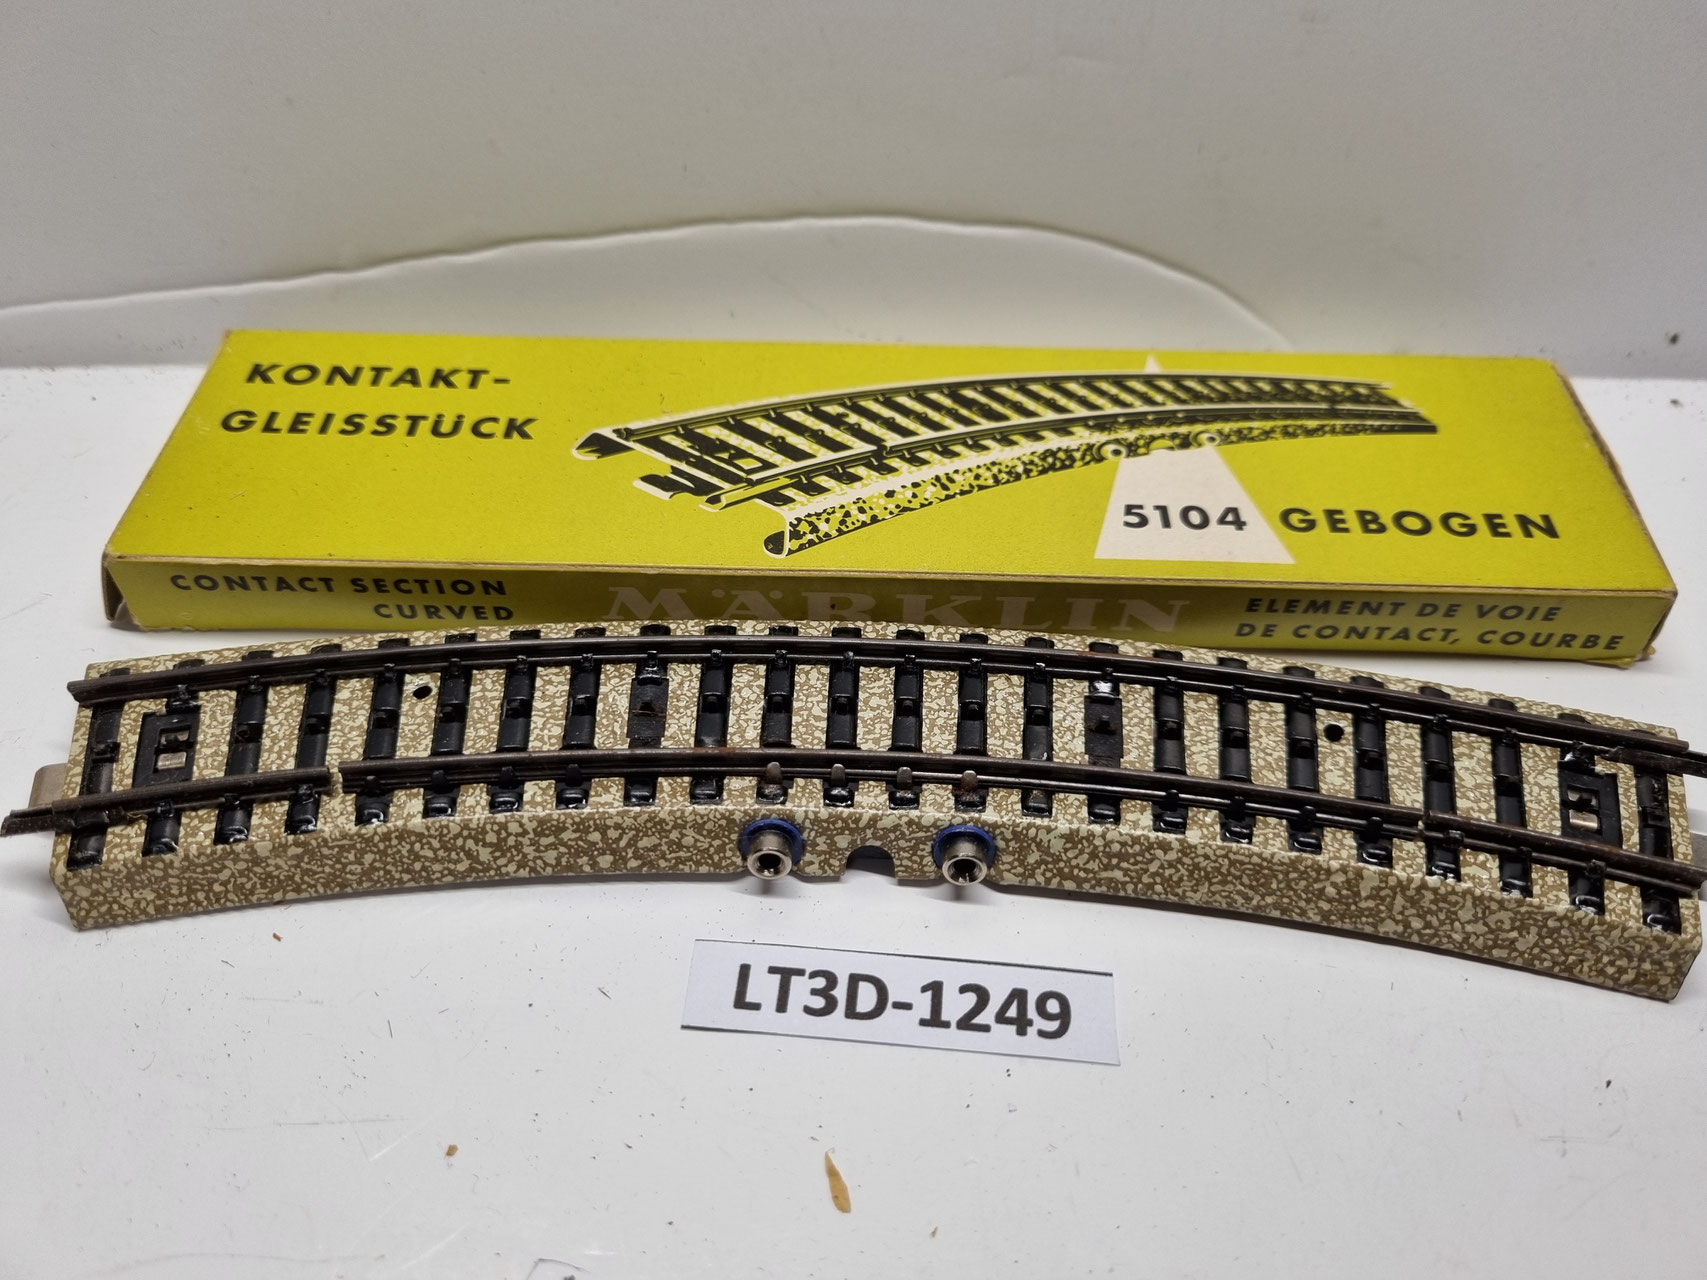 KONTAKT-
GLEISSTÜCK
5104 GEBOGEN
CONTACT SECTION
CURVED
MÄRKLIN
ELEMENT DE VOIE
DE CONTACT, COURBE
LT3D-1249